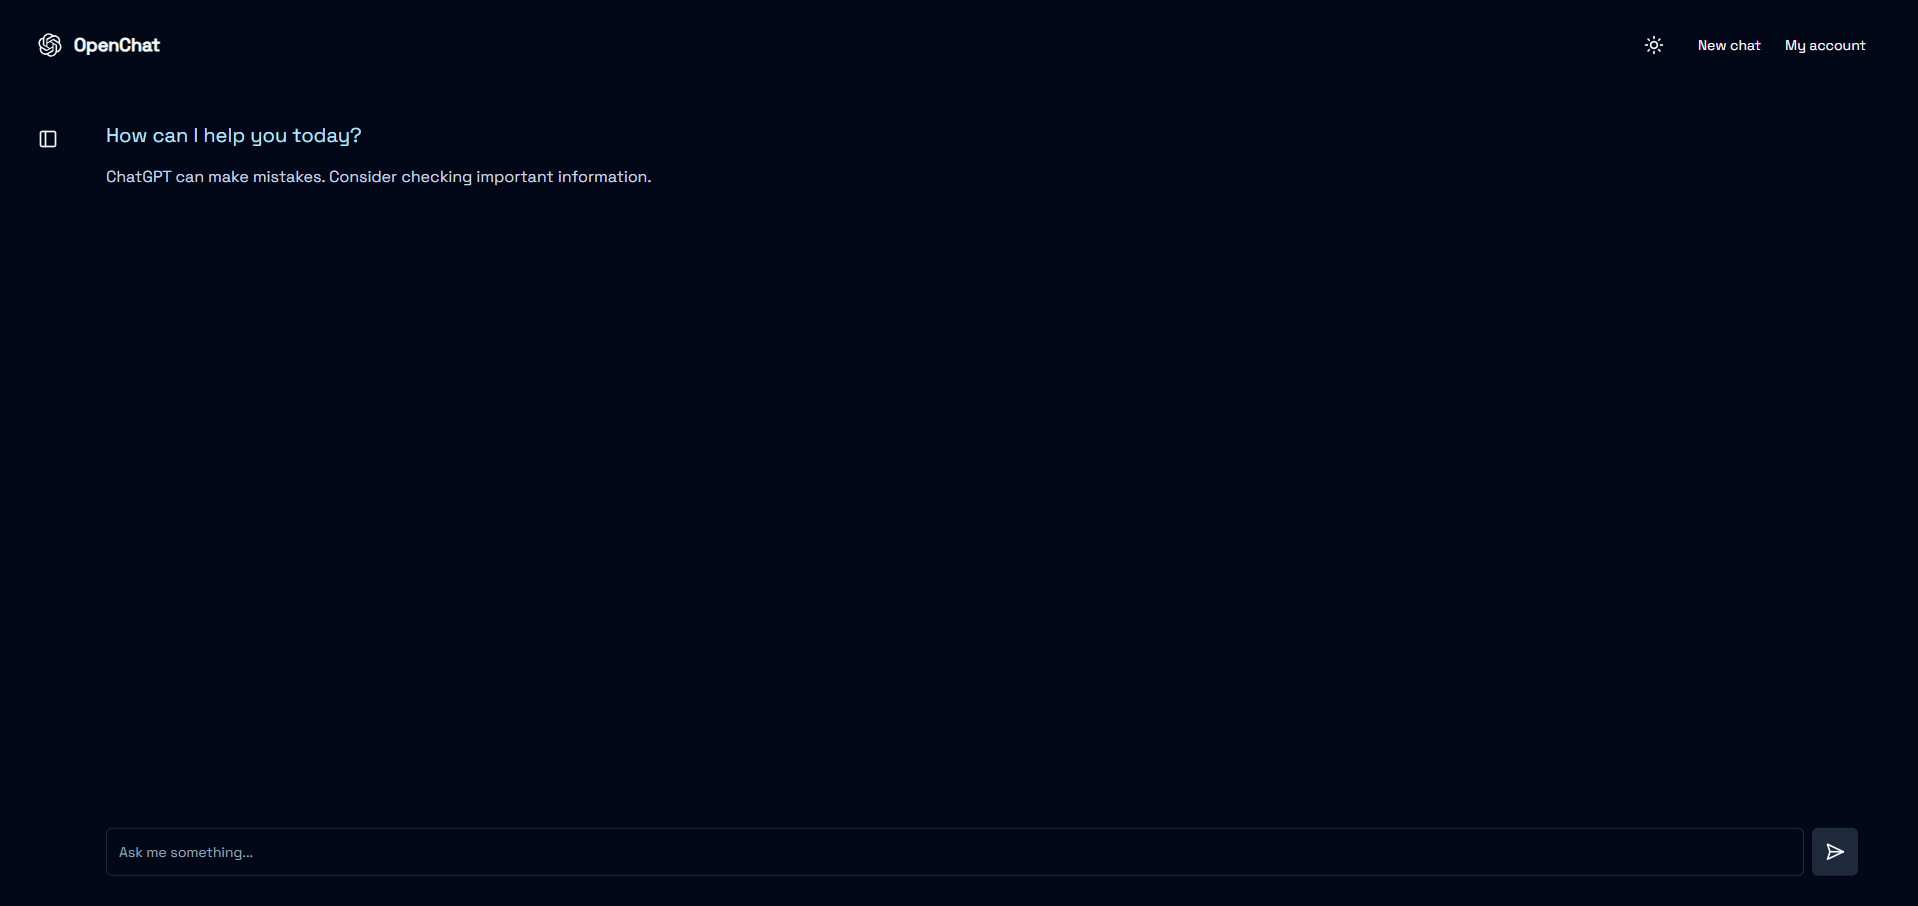 OpenChat
New chat
My account
How can I help you today?
ChatGPT can make mistakes. Consider checking important information.
Ask me something...